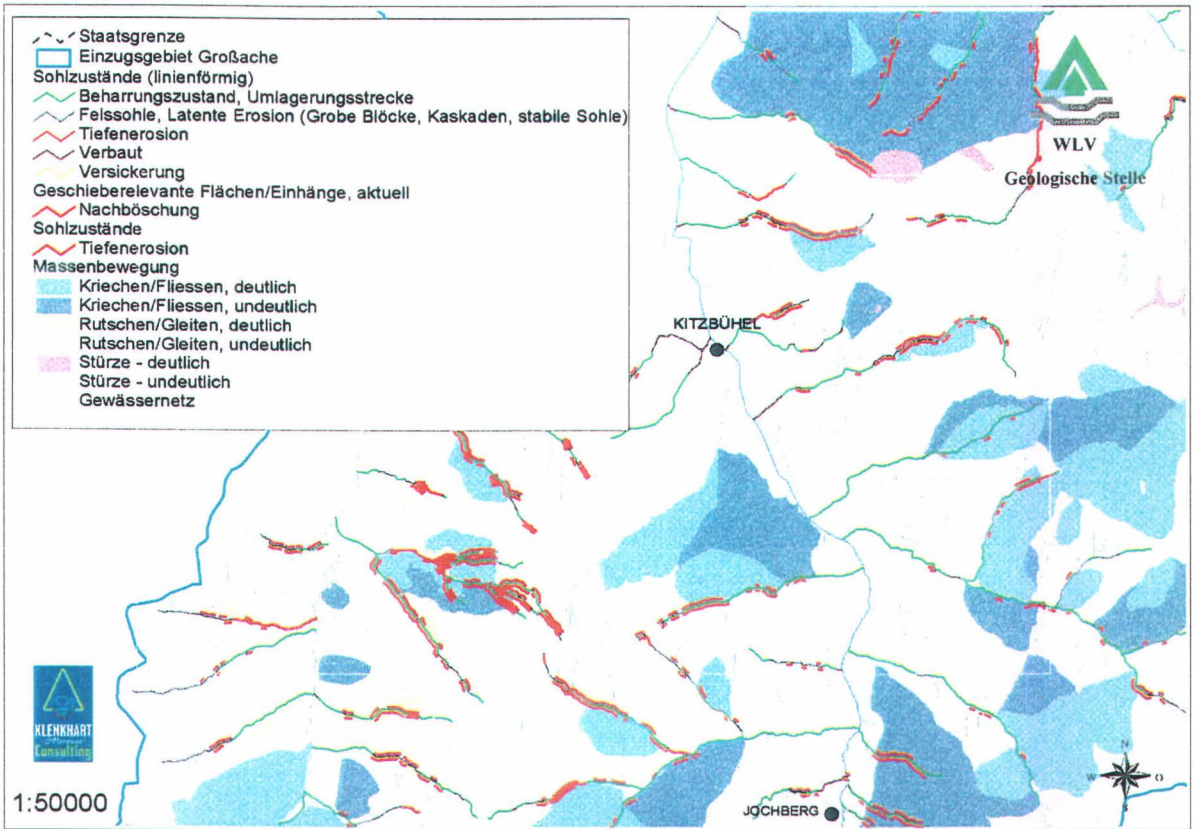 Staatsgrenze
Einzugsgebiet Großache
Sohlzustände (linienförmig)
Beharrungszustand, Umlagerungsstrecke
Felssohle, Latente Erosion (Grobe Blöcke, Kaskaden, stabile Sohle)
Tiefenerosion
Verbaut
Versickerung
Geschieberelevante Flächen/Einhänge, aktuell
Nachböschung
Sohlzustände
Tiefenerosion
Massenbewegung
Kriechen/Fliessen, deutlich
Kriechen/Fliessen, undeutlich
Rutschen/Gleiten, deutlich
Rutschen/Gleiten, undeutlich
Stürze - deutlich
Stürze - undeutlich
Gewässernetz
WLV
Geologische Stelle
KITZBÜHEL
KLENKHART
Partner
Consulting
1:50000
JOCHBERG
N
W O
S